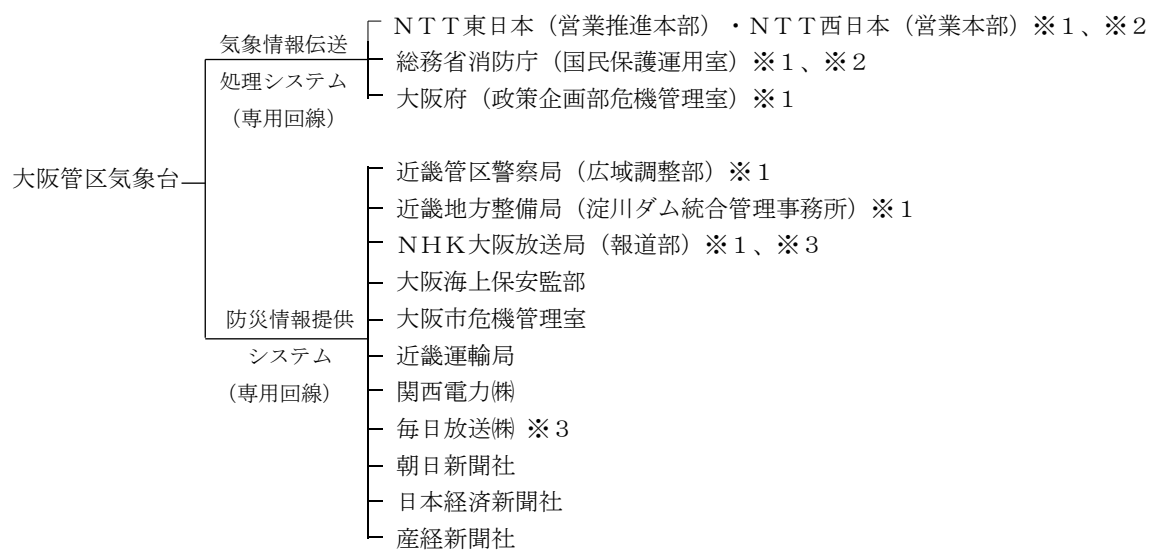 気象情報伝送
処理システム
（専用回線）
ＮＴＴ東日本（営業推進本部）・ＮＴＴ西日本（営業本部）※１、※２
総務省消防庁（国民保護運用室）※１、※２
大阪府（政策企画部危機管理室）※１
大阪管区気象台
防災情報提供
システム
（専用回線）
近畿管区警察局（広域調整部）※１
近畿地方整備局（淀川ダム統合管理事務所）※１
ＮＨＫ大阪放送局（報道部）※１、※３
大阪海上保安監部
大阪市危機管理室
近畿運輸局
関西電力㈱
毎日放送㈱ ※３
朝日新聞社
日本経済新聞社
産経新聞社